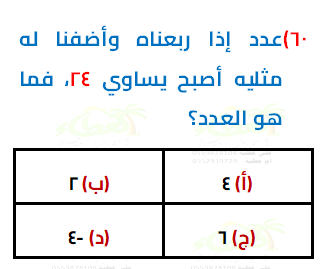 ٦٠) عدد إذا ربعناه وأضفنا له
مثليه أصبح يساوي ٢٤، فما
هو العدد؟
(أ) ٤
(ب) ٢
(ج) ٦
(د) -٤